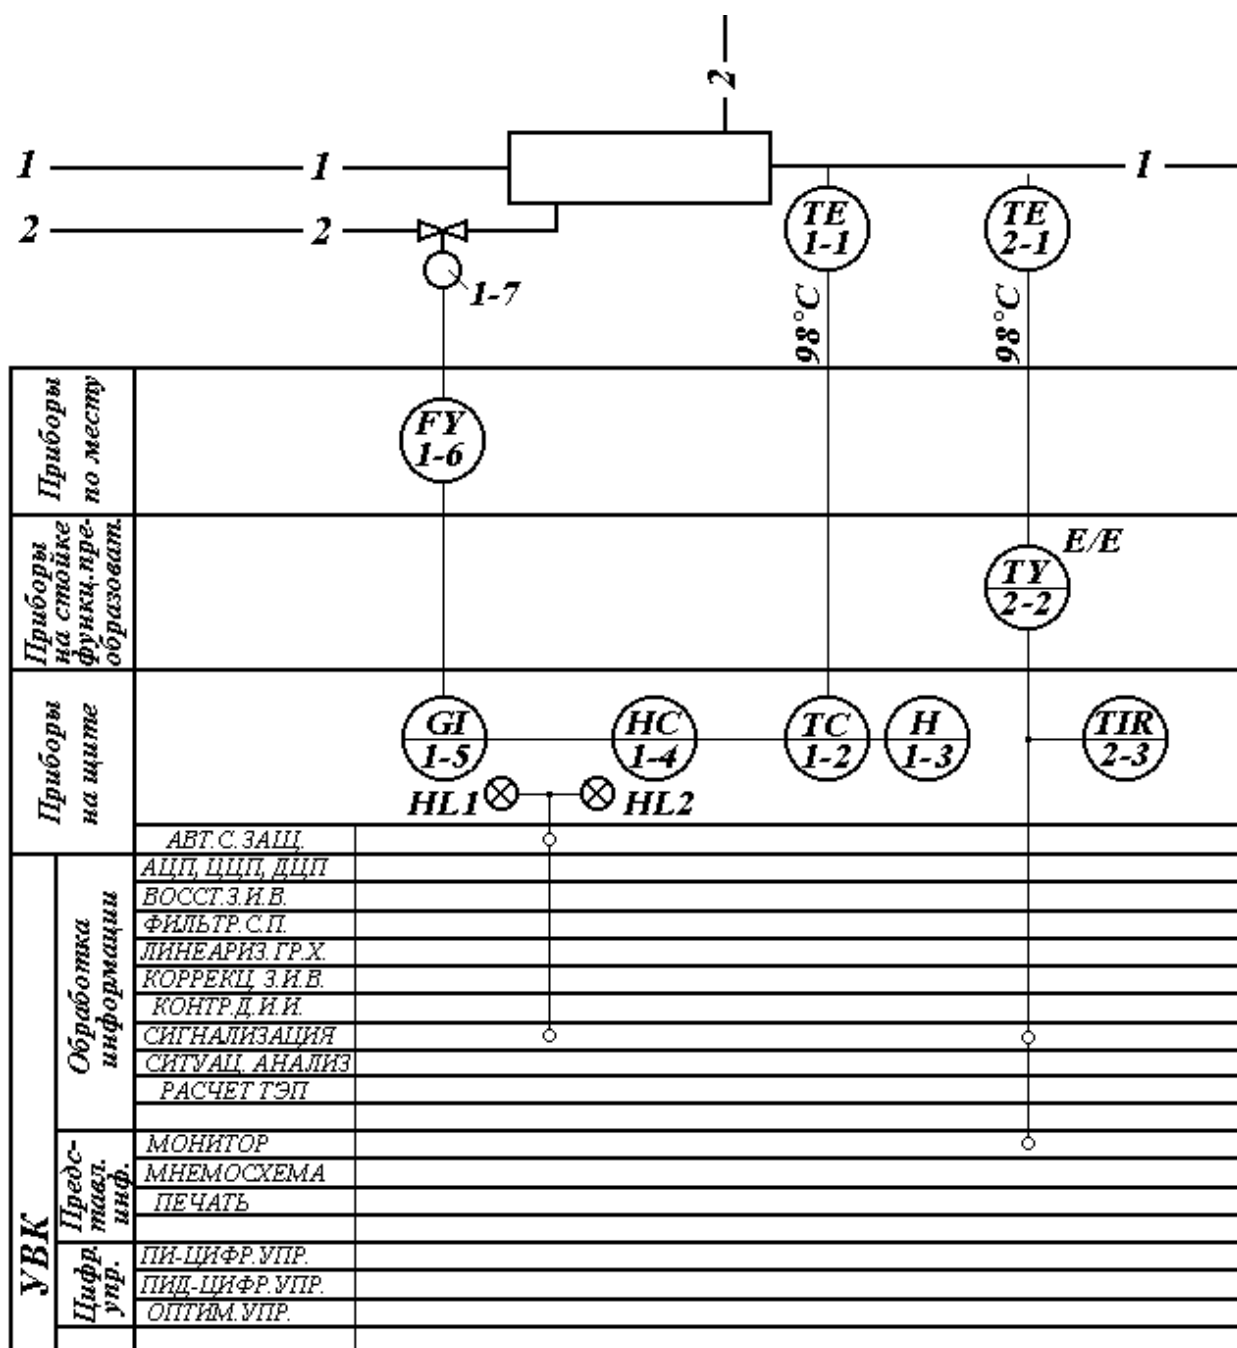 2
1
1
1
2
2
TE
1-1
TE
2-1
1-7
98°C
98°C
Приборы
по месту
FY
1-6
Приборы
на стойке
функц.пре-
образоват.
E/E
TY
2-2
Приборы
на щите
GI
1-5
HC
1-4
TC
1-2
H
1-3
TIR
2-3
HL1
HL2
АВТ.С.ЗАЩ.
УВК
Обработка
информации
АЦП, ЦЦП, ДЦП
ВОССТ.З.И.В.
ФИЛЬТР.С.П.
ЛИНЕАРИЗ.ГР.Х.
КОРРЕКЦ. З.И.В.
КОНТР.Д.И.И.
СИГНАЛИЗАЦИЯ
СИТУАЦ. АНАЛИЗ
РАСЧЕТ ТЭП
Предс-
тавл.
инф.
МОНИТОР
МНЕМОСХЕМА
ПЕЧАТЬ
Цифр.
упр.
ПИ-ЦИФР.УПР.
ПИД-ЦИФР.УПР.
ОПТИМ.УПР.